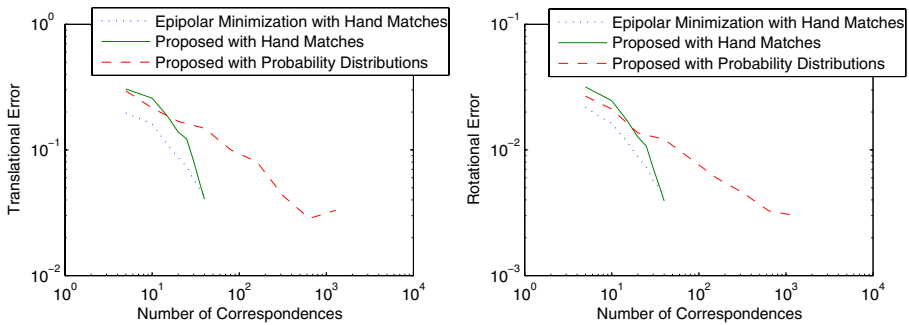 Epipolar Minimization with Hand Matches
Proposed with Hand Matches
Proposed with Probability Distributions
Translational Error
10^0
10^-1
10^-2
10^0 10^1 10^2 10^3 10^4
Number of Correspondences
Epipolar Minimization with Hand Matches
Proposed with Hand Matches
Proposed with Probability Distributions
Rotational Error
10^-1
10^-2
10^-3
10^0 10^1 10^2 10^3 10^4
Number of Correspondences